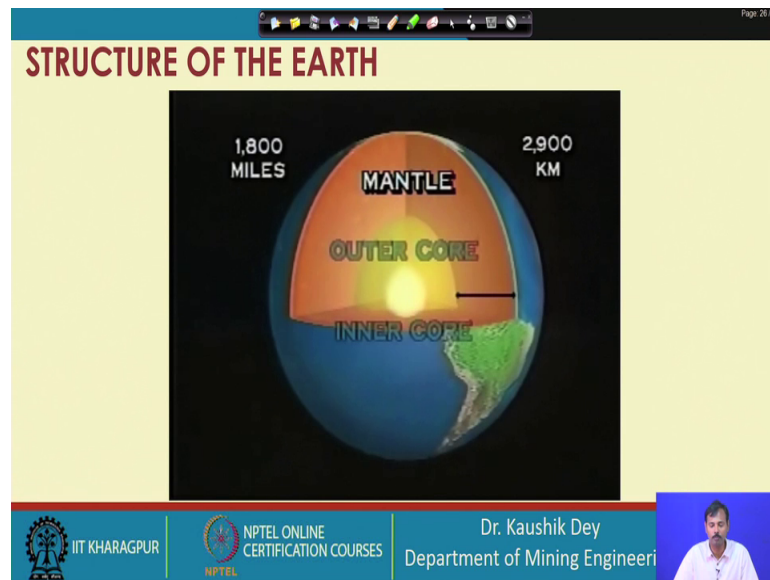 Page: 26 /
STRUCTURE OF THE EARTH
1,800
MILES
2,900
KM
MANTLE
OUTER CORE
INNER CORE
IIT KHARAGPUR
NPTEL
NPTEL ONLINE
CERTIFICATION COURSES
Dr. Kaushik Dey
Department of Mining Engineeri